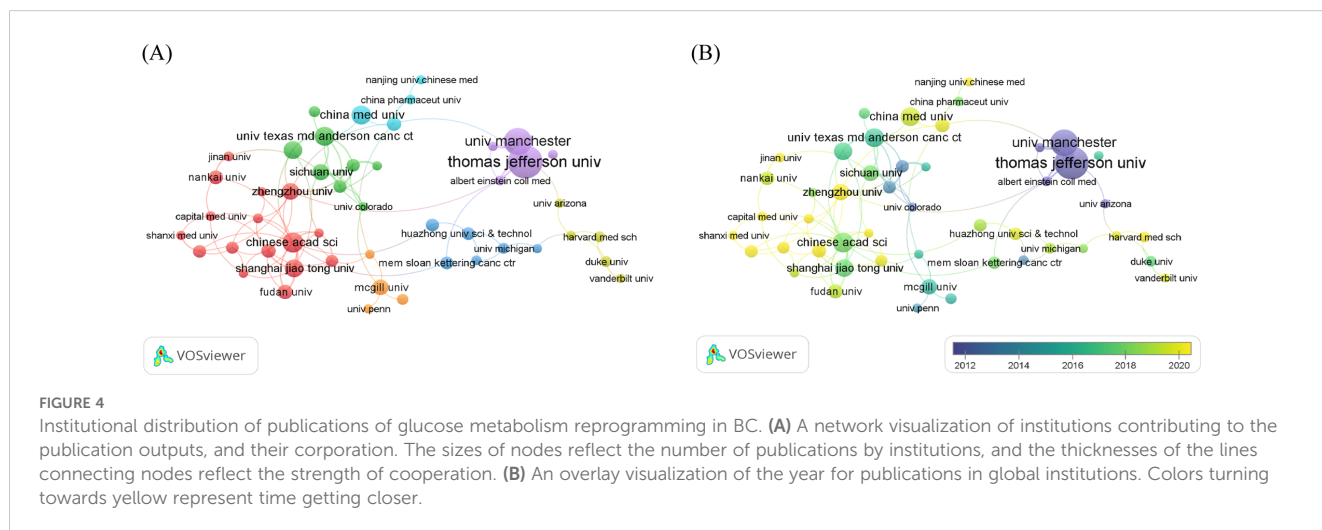 (A)
nanjing univ chinese med
china pharmaceut univ
china med univ
univ texas md anderson canc ct
univ manchester
thomas jefferson univ
jinan univ
sichuan univ
nankai univ
zhengzhou univ
albert einstein coll med
univ colorado
univ arizona
capital med univ
shanxi med univ
chinese acad sci
huazhong univ sci & technol
harvard med sch
univ michigan
shanghai jiao tong univ
mem sloan kettering canc ctr
duke univ
vanderbilt univ
fudan univ
mcgill univ
univ penn
VOSviewer
(B)
nanjing univ chinese med
china pharmaceut univ
china med univ
univ texas md anderson canc ct
univ manchester
thomas jefferson univ
jinan univ
sichuan univ
nankai univ
zhengzhou univ
albert einstein coll med
univ colorado
univ arizona
capital med univ
shanxi med univ
chinese acad sci
huazhong univ sci & technol
harvard med sch
univ michigan
shanghai jiao tong univ
mem sloan kettering canc ctr
duke univ
vanderbilt univ
fudan univ
mcgill univ
univ penn
VOSviewer
2012 2014 2016 2018 2020
FIGURE 4
Institutional distribution of publications of glucose metabolism reprogramming in BC. (A) A network visualization of institutions contributing to the
publication outputs, and their corporation. The sizes of nodes reflect the number of publications by institutions, and the thicknesses of the lines
connecting nodes reflect the strength of cooperation. (B) An overlay visualization of the year for publications in global institutions. Colors turning
towards yellow represent time getting closer.